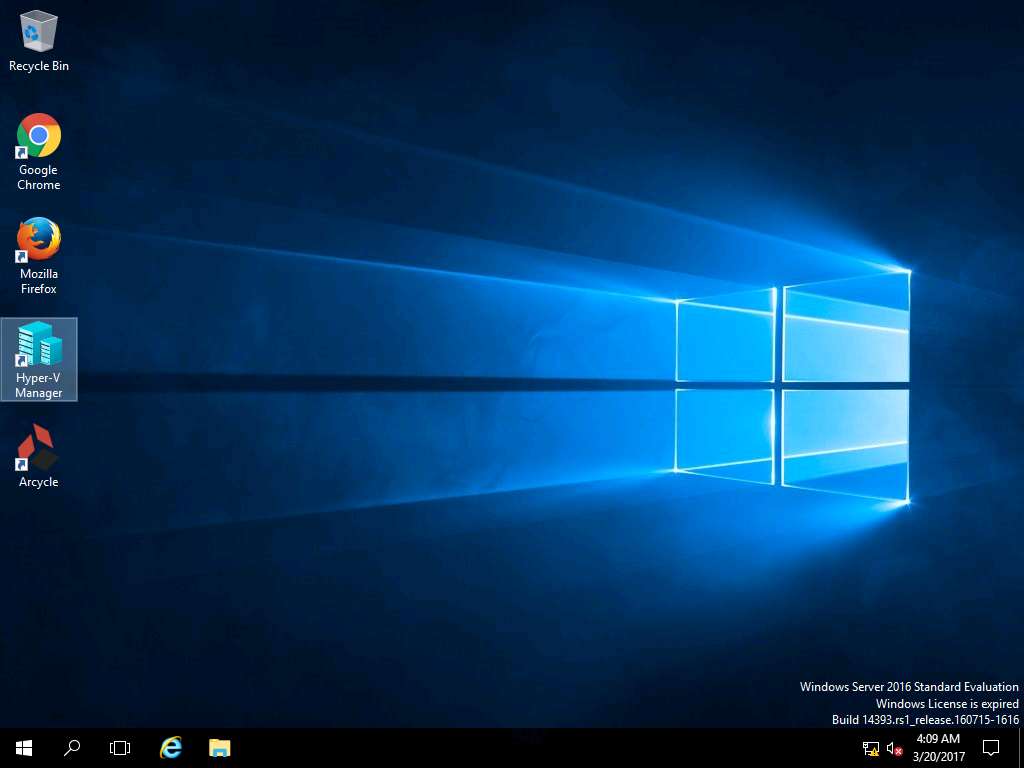 Recycle Bin
Google
Chrome
Mozilla
Firefox
Hyper-V
Manager
Arcycle
Windows Server 2016 Standard Evaluation
Windows License is expired
Build 14393.rs1_release.160715-1616
4:09 AM
3/20/2017